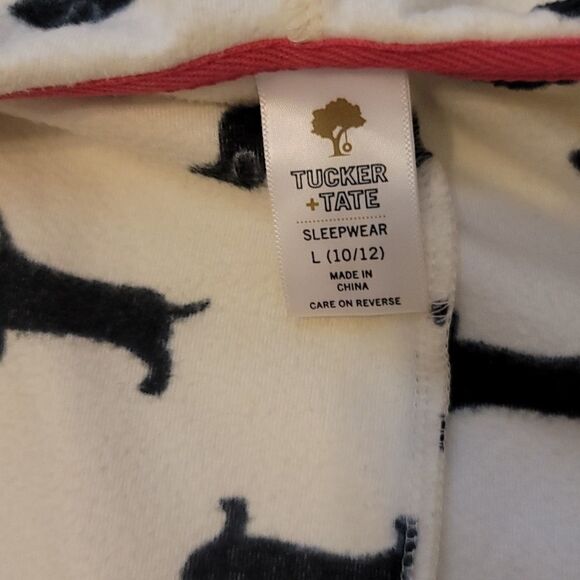 TUCKER
+TATE
SLEEPWEAR
L (10/12)
MADE IN
CHINA
CARE ON REVERSE